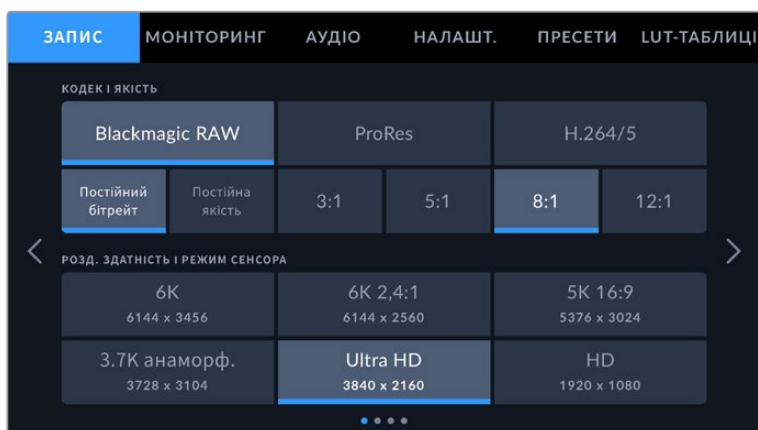 ЗАПИС МОНІТОРИНГ АУДІО НАЛАШТ. ПРЕСЕТИ LUT-ТАБЛИЦІ
КОДЕК І ЯКІСТЬ
Blackmagic RAW ProRes H.264/5
Постійний бітрейт Постійна якість 3:1 5:1 8:1 12:1
РОЗД. ЗДАТНІСТЬ І РЕЖИМ СЕНСОРА
6K 6K 2,4:1 5K 16:9
6144 x 3456 6144 x 2560 5376 x 3024
3.7K анаморф. Ultra HD HD
3728 x 3104 3840 x 2160 1920 x 1080